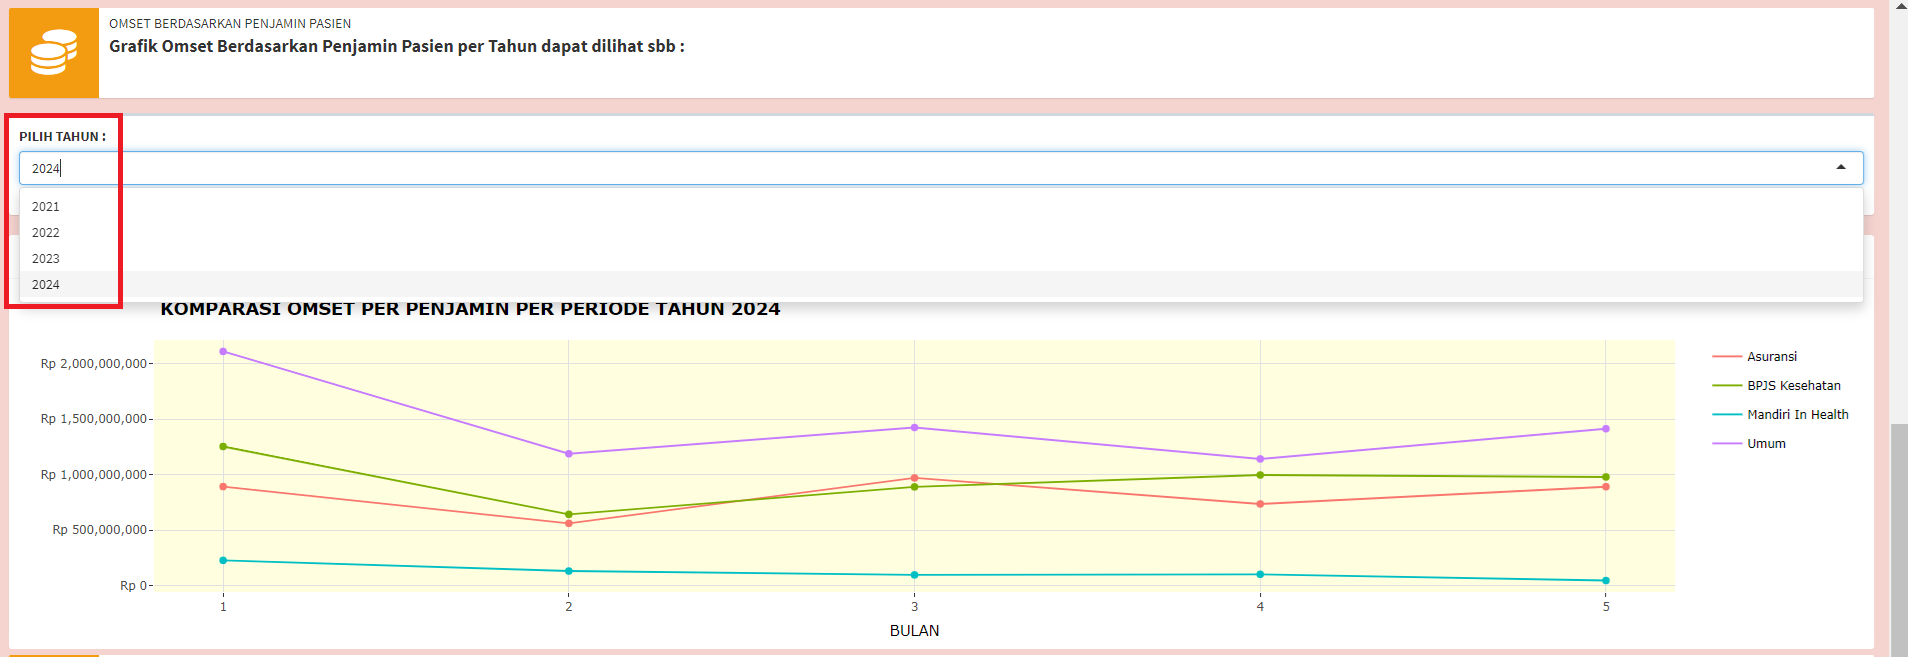 OMSET BERDASARKAN PENJAMIN PASIEN
Grafik Omset Berdasarkan Penjamin Pasien per Tahun dapat dilihat sbb :
PILIH TAHUN :
2024
2021
2022
2023
2024
KOMPARASI OMSET PER PENJAMIN PER PERIODE TAHUN 2024
Rp 2,000,000,000
Rp 1,500,000,000
Rp 1,000,000,000
Rp 500,000,000
Rp 0
1 2 3 4 5
BULAN
Asuransi
BPJS Kesehatan
Mandiri In Health
Umum